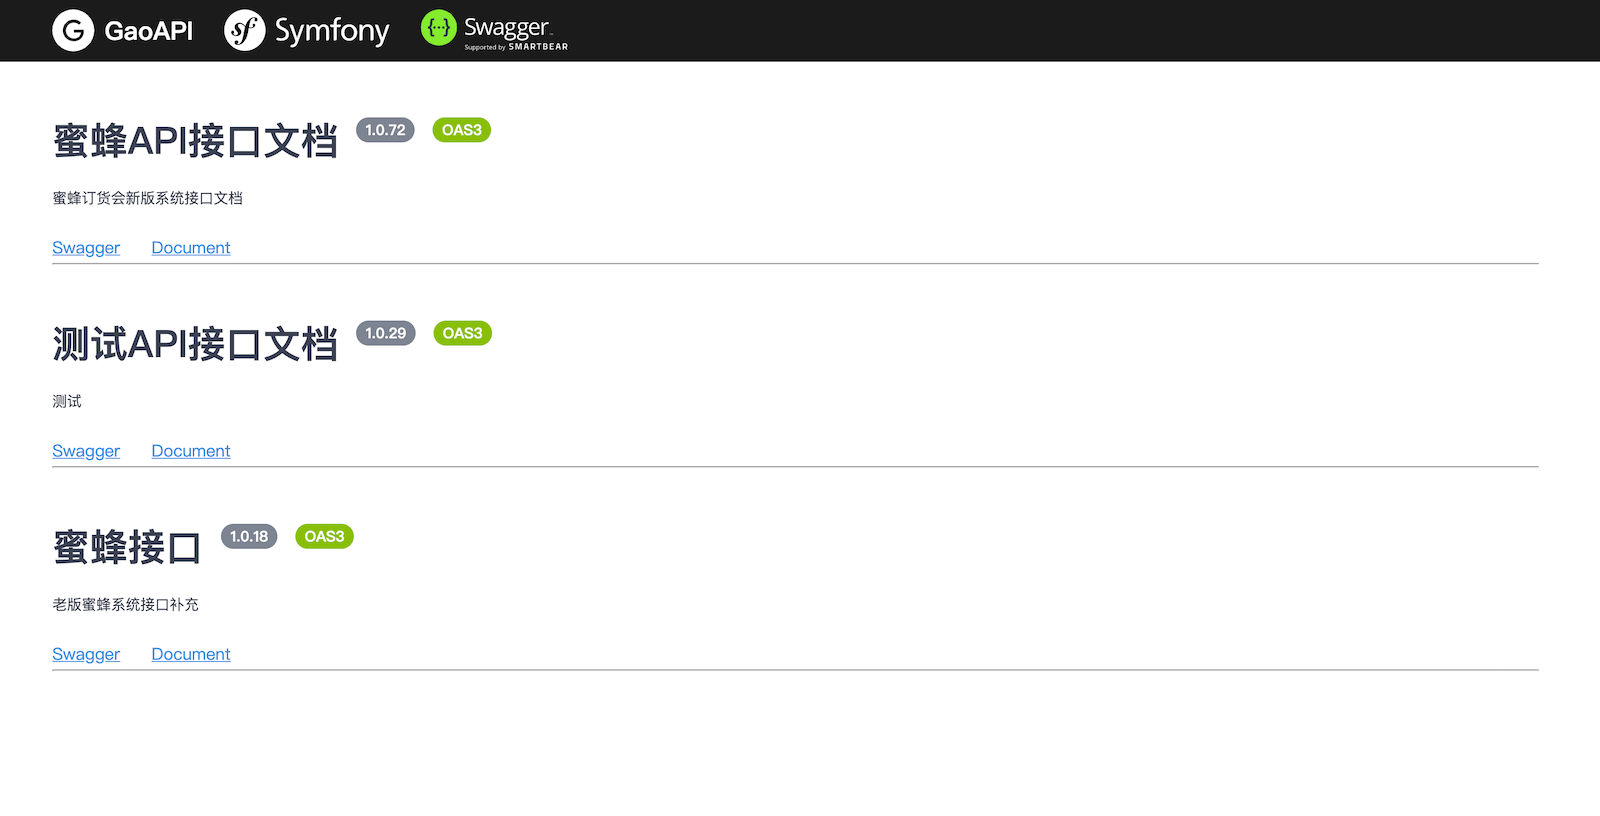 G GaoAPI sf Symfony {···} Swagger
Supported by SMARTBEAR
蜜蜂API接口文档 1.0.72 OAS3
蜜蜂订货会新版系统接口文档
Swagger Document
测试API接口文档 1.0.29 OAS3
测试
Swagger Document
蜜蜂接口 1.0.18 OAS3
老版蜜蜂系统接口补充
Swagger Document